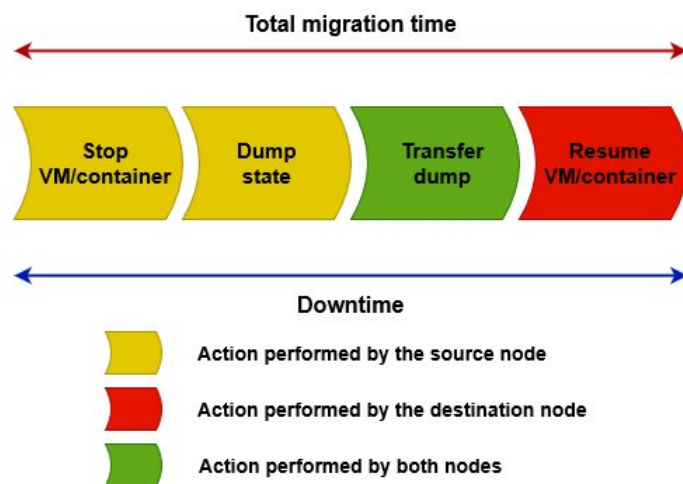 Total migration time
Stop
VM/container
Dump
state
Transfer
dump
Resume
VM/container
Downtime
Action performed by the source node
Action performed by the destination node
Action performed by both nodes